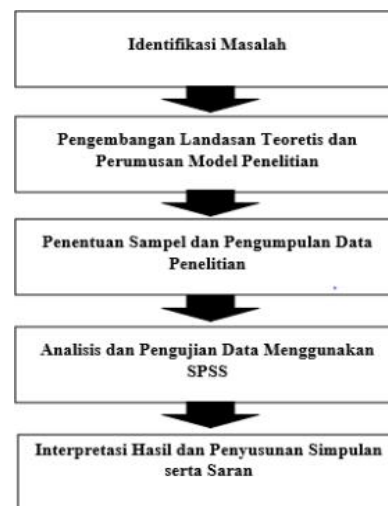 Identifikasi Masalah
Pengembangan Landasan Teoretis dan
Perumusan Model Penelitian
Penentuan Sampel dan Pengumpulan Data
Penelitian
Analisis dan Pengujian Data Menggunakan
SPSS
Interpretasi Hasil dan Penyusunan Simpulan
serta Saran